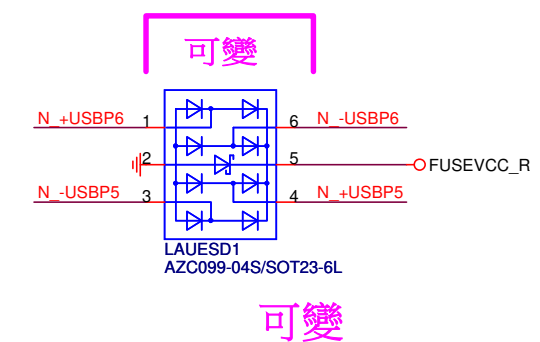 可變
N_+USBP6 1 6 N_-USBP6
2 5 FUSEVCC_R
N_-USBP5 3 4 N_+USBP5
LAUESD1
AZC099-04S/SOT23-6L
可變